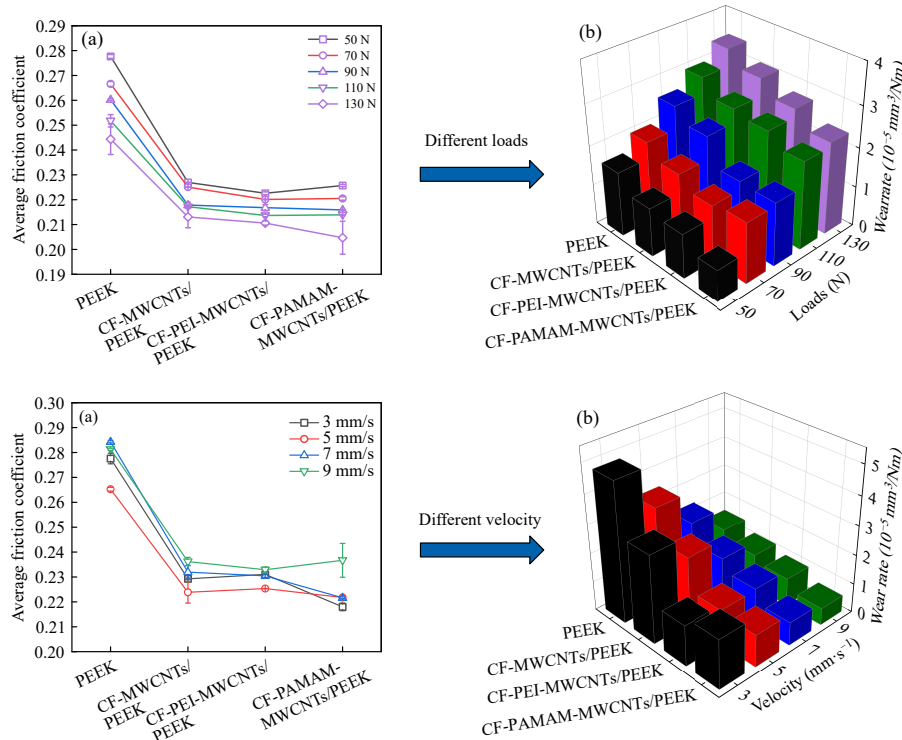 (a)
50 N
70 N
90 N
110 N
130 N
0.29
0.28
0.27
0.26
0.25
0.24
0.23
0.22
0.21
0.20
0.19
Average friction coefficient
PEEK
CF-MWCNTs/
PEEK
CF-PEI-MWCNTs/
PEEK
CF-PAMAM-
MWCNTs/PEEK
Different loads
(b)
4
3
2
1
0
Wearrate (10⁻⁵ mm³/Nm)
PEEK
CF-MWCNTs/PEEK
CF-PEI-MWCNTs/PEEK
CF-PAMAM-MWCNTs/PEEK
50
70
90
110
130
Loads (N)
(a)
3 mm/s
5 mm/s
7 mm/s
9 mm/s
0.30
0.29
0.28
0.27
0.26
0.25
0.24
0.23
0.22
0.21
0.20
Average friction coefficient
PEEK
CF-MWCNTs/
PEEK
CF-PEI-MWCNTs/
PEEK
CF-PAMAM-
MWCNTs/PEEK
Different velocity
(b)
5
4
3
2
1
0
Wear rate (10⁻⁵ mm³/Nm)
PEEK
CF-MWCNTs/PEEK
CF-PEI-MWCNTs/PEEK
CF-PAMAM-MWCNTs/PEEK
3
5
7
9
Velocity (mm·s⁻¹)